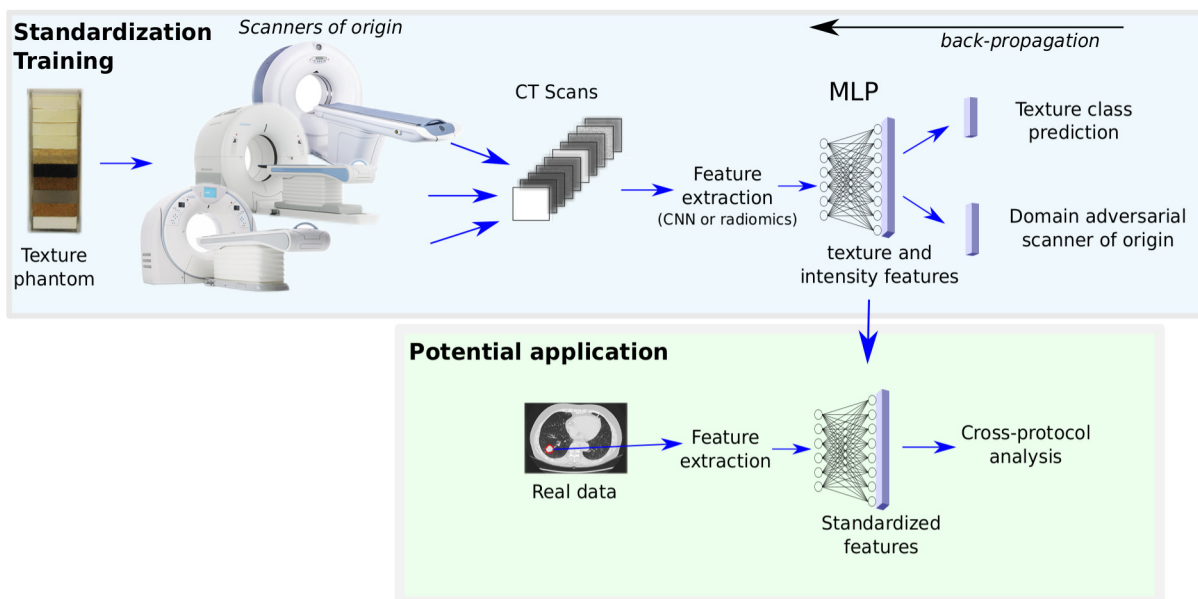 Standardization
Training
Scanners of origin
back-propagation
Texture
phantom
CT Scans
Feature
extraction
(CNN or radiomics)
MLP
texture and
intensity features
Texture class
prediction
Domain adversarial
scanner of origin
Potential application
Real data
Feature
extraction
Standardized
features
Cross-protocol
analysis